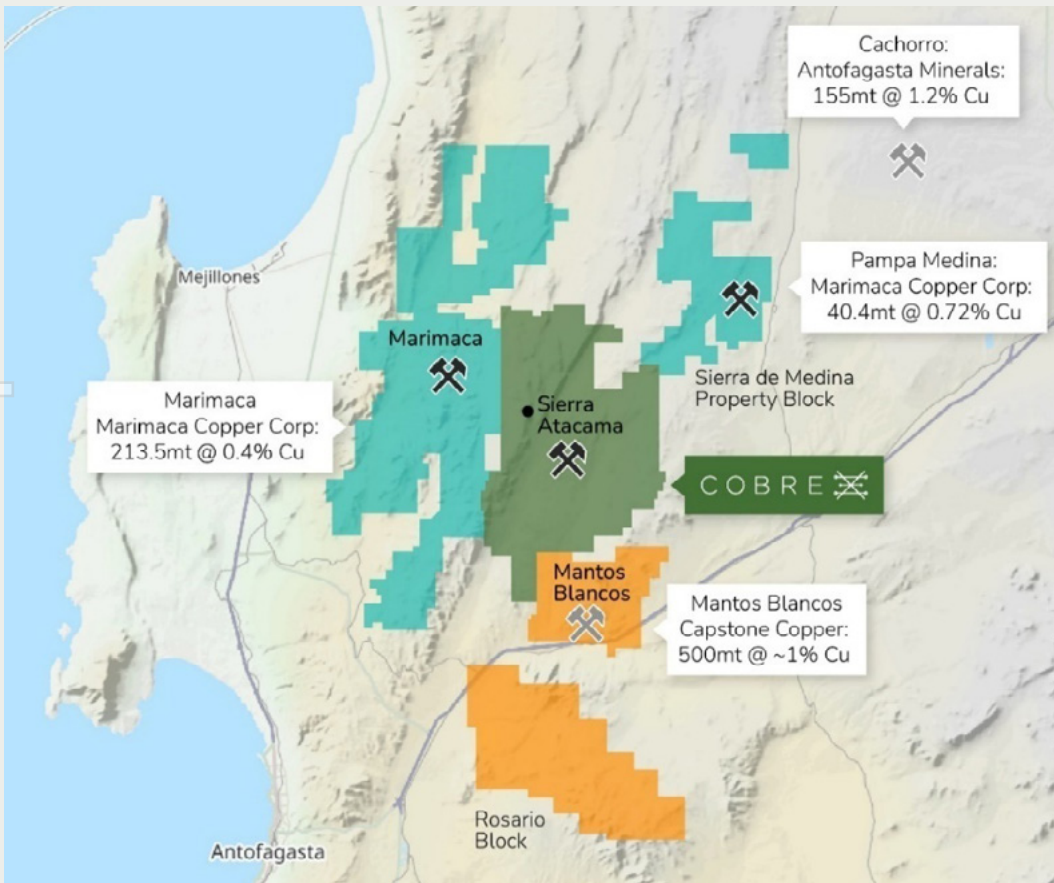 Cachorro:
Antofagasta Minerals:
155mt @ 1.2% Cu
Mejillones
Pampa Medina:
Marimaca Copper Corp:
40.4mt @ 0.72% Cu
Marimaca
Sierra de Medina
Property Block
Marimaca
Marimaca Copper Corp:
213.5mt @ 0.4% Cu
Sierra
Atacama
COBRE
Mantos
Blancos
Mantos Blancos
Capstone Copper:
500mt @ ~1% Cu
Rosario
Block
Antofagasta